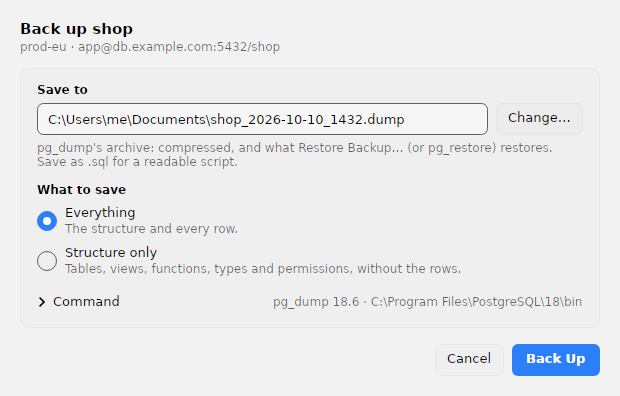 Back up shop
prod-eu · app@db.example.com:5432/shop
Save to
C:\Users\me\Documents\shop_2026-10-10_1432.dump
Change...
pg_dump's archive: compressed, and what Restore Backup... (or pg_restore) restores.
Save as .sql for a readable script.
What to save
Everything
The structure and every row.
Structure only
Tables, views, functions, types and permissions, without the rows.
Command
pg_dump 18.6 · C:\Program Files\PostgreSQL\18\bin
Cancel
Back Up